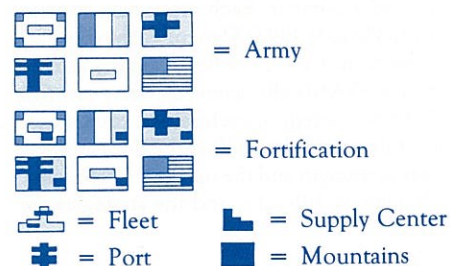 = Army
= Fortification
= Fleet = Supply Center
= Port = Mountains